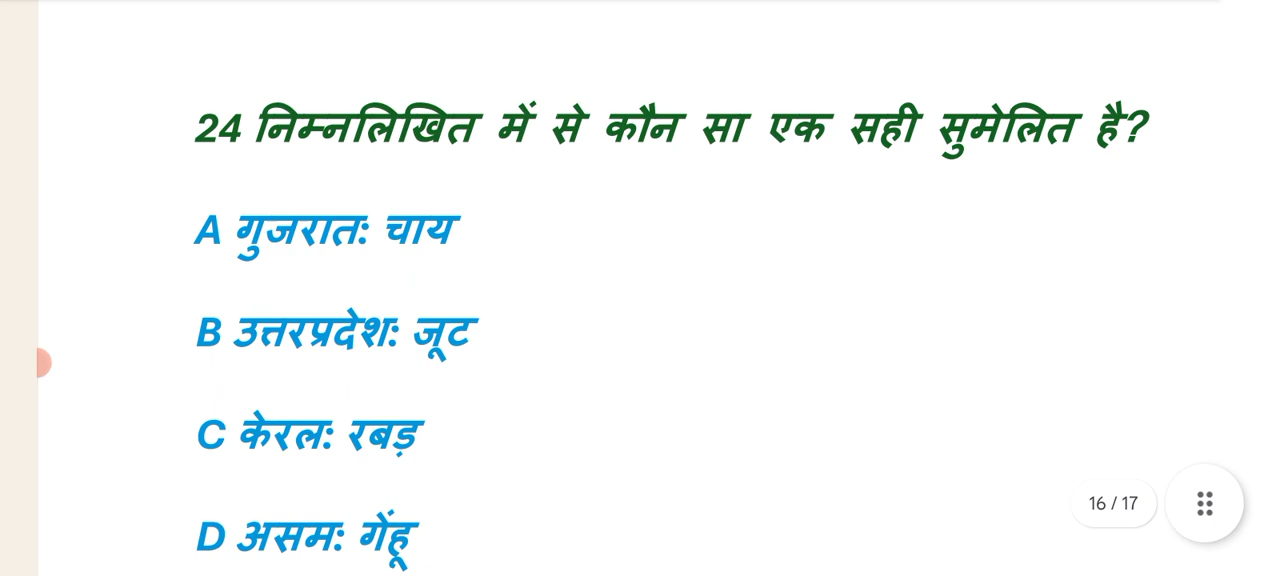 24 निम्नलिखित में से कौन सा एक सही सुमेलित है?
A गुजरात: चाय
B उत्तरप्रदेश: जूट
C केरल: रबड़
D असम: गेंहू
16 / 17